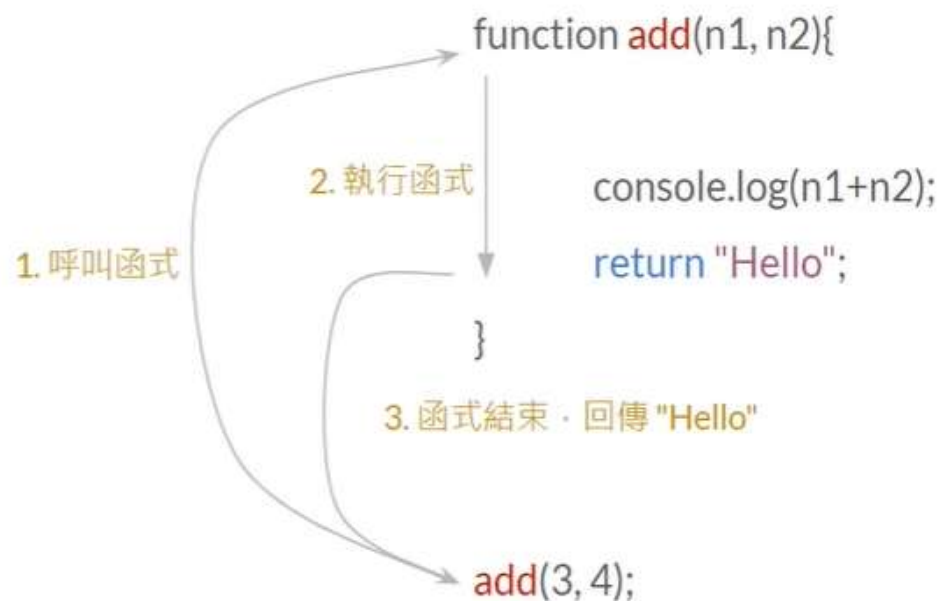 function add(n1, n2){
2. 執行函式
console.log(n1+n2);
1. 呼叫函式
return "Hello";
}
3. 函式結束．回傳 "Hello"
add(3, 4);